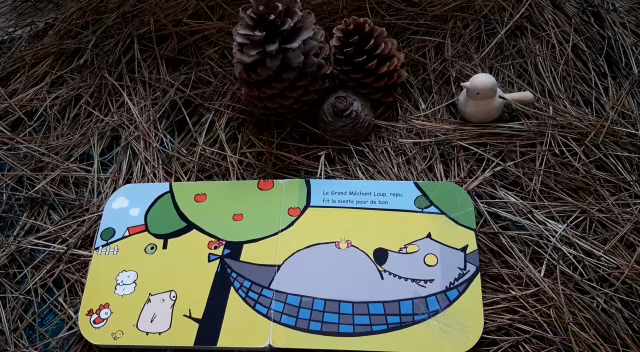 Le Grand Méchant Loup, repu,
fit la sieste pour de bon.